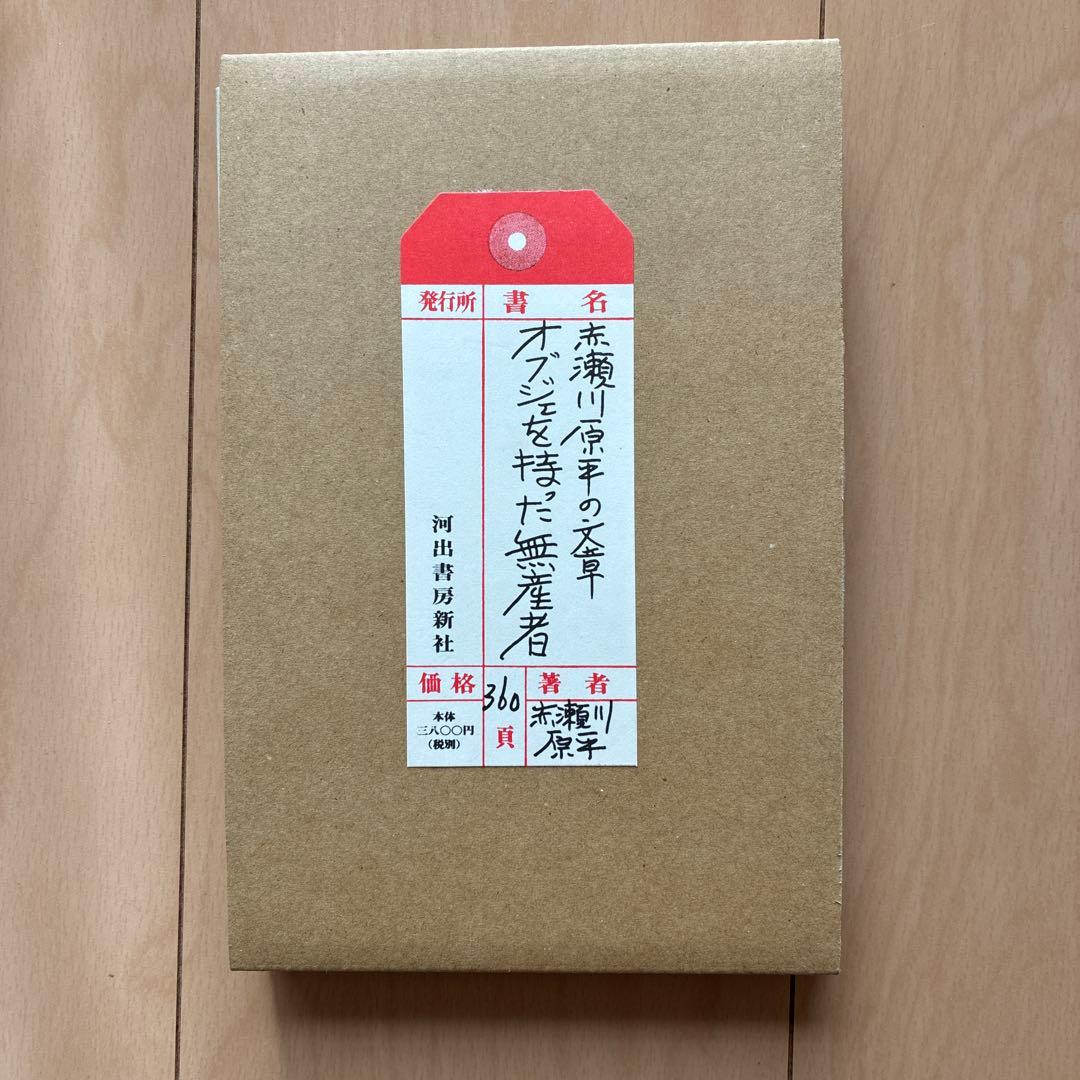 書名
赤瀬川原平の文章
オブジェを持った無産者
発行所
河出書房新社
著者
赤瀬川
原平
360
頁
価格
本体
三八〇〇円
(税別)